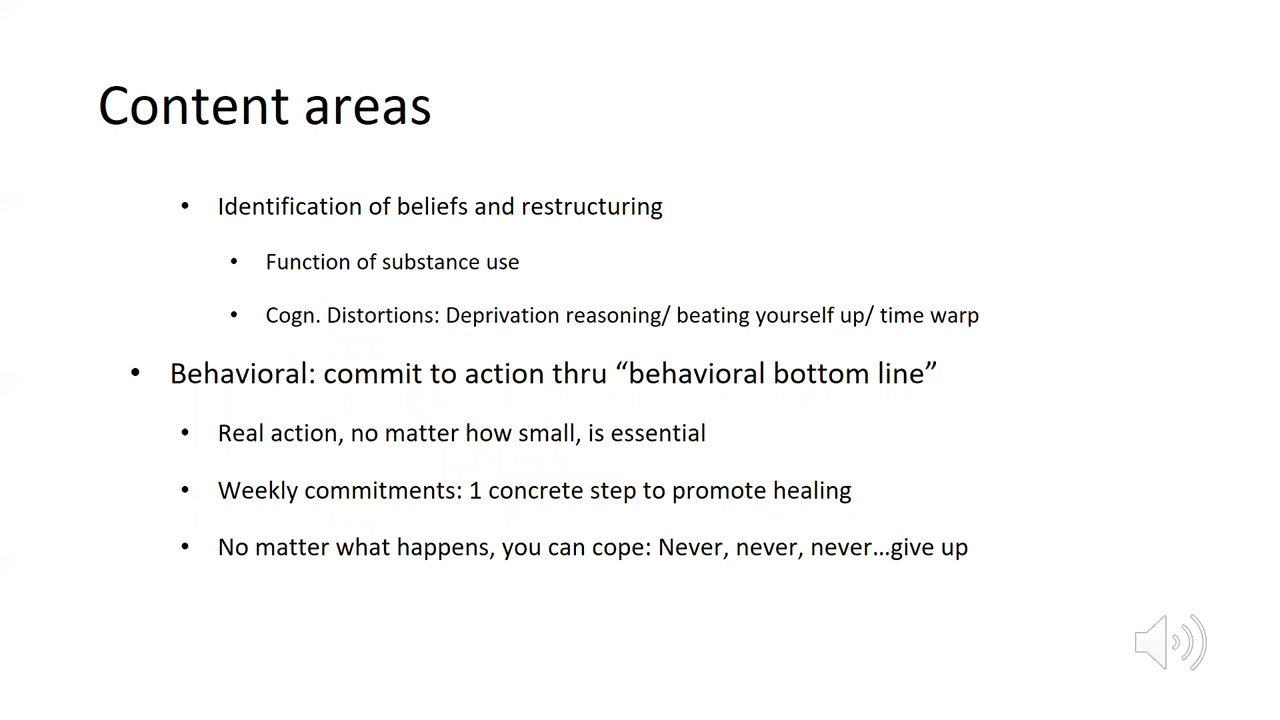 Content areas
• Identification of beliefs and restructuring
• Function of substance use
• Cogn. Distortions: Deprivation reasoning/ beating yourself up/ time warp
• Behavioral: commit to action thru “behavioral bottom line”
• Real action, no matter how small, is essential
• Weekly commitments: 1 concrete step to promote healing
• No matter what happens, you can cope: Never, never, never…give up